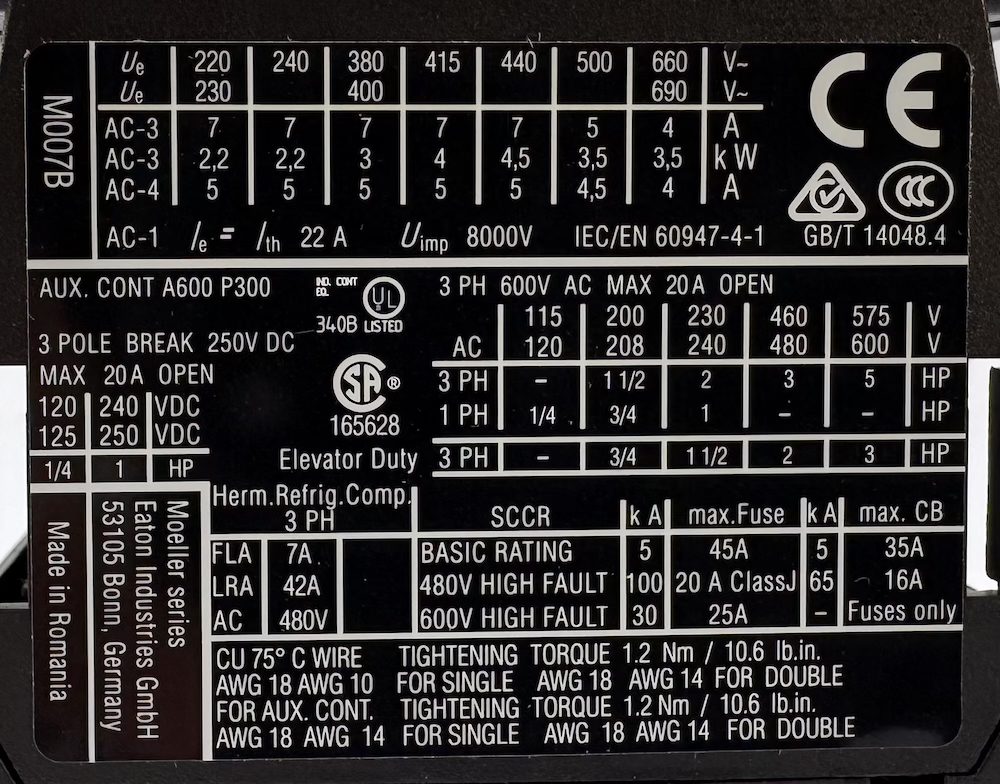 M007B
Ue 220 240 380 415 440 500 660 V~
Ue 230 400 690 V~
AC-3 7 7 7 7 7 5 4 A
AC-3 2,2 2,2 3 4 4,5 3,5 3,5 kW
AC-4 5 5 5 5 5 4,5 4 A
AC-1 Ie = Ith 22 A Uimp 8000V IEC/EN 60947-4-1 GB/T 14048.4
CE
CCC
AUX. CONT A600 P300
IND. CONT
EQ.
UL
340B LISTED
3 POLE BREAK 250V DC
MAX 20A OPEN
120 240 VDC
125 250 VDC
1/4 1 HP
SA ®
165628
3 PH 600V AC MAX 20A OPEN
115 200 230 460 575 V
AC 120 208 240 480 600 V
3 PH – 1 1/2 2 3 5 HP
1 PH 1/4 3/4 1 – – HP
Elevator Duty 3 PH – 3/4 1 1/2 2 3 HP
Herm.Refrig.Comp.
3 PH
FLA 7A
LRA 42A
AC 480V
SCCR kA max.Fuse kA max. CB
BASIC RATING 5 45A 5 35A
480V HIGH FAULT 100 20 A ClassJ 65 16A
600V HIGH FAULT 30 25A – Fuses only
Made in Romania
Moeller series
Eaton Industries GmbH
53105 Bonn, Germany
CU 75° C WIRE TIGHTENING TORQUE 1.2 Nm / 10.6 lb.in.
AWG 18 AWG 10 FOR SINGLE AWG 18 AWG 14 FOR DOUBLE
FOR AUX. CONT. TIGHTENING TORQUE 1.2 Nm / 10.6 lb.in.
AWG 18 AWG 14 FOR SINGLE AWG 18 AWG 14 FOR DOUBLE